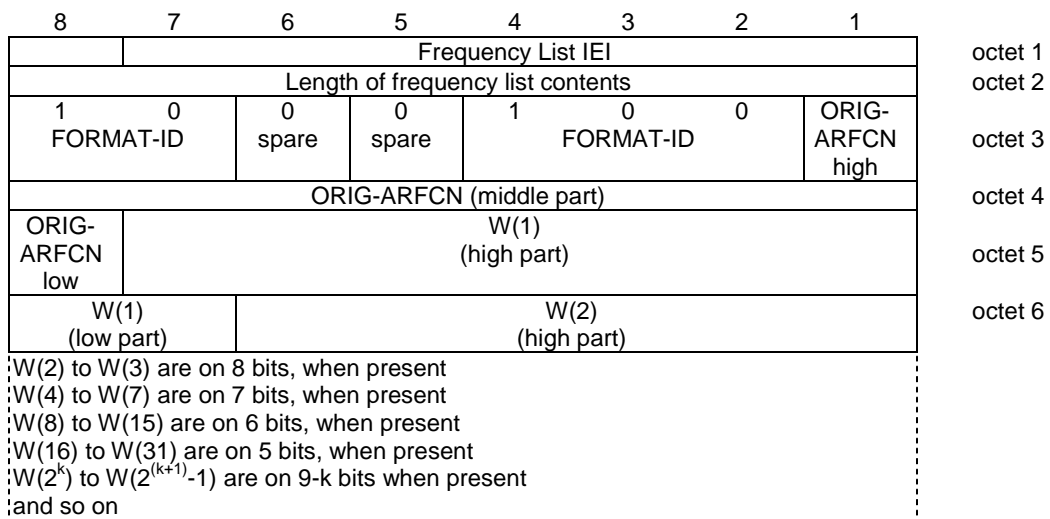 8 7 6 5 4 3 2 1
Frequency List IEI octet 1
Length of frequency list contents octet 2
1 0 0 0 1 0 0 ORIG-
FORMAT-ID spare spare FORMAT-ID ARFCN octet 3
high
ORIG-ARFCN (middle part) octet 4
ORIG- W(1)
ARFCN (high part) octet 5
low
W(1) W(2) octet 6
(low part) (high part)
W(2) to W(3) are on 8 bits, when present
W(4) to W(7) are on 7 bits, when present
W(8) to W(15) are on 6 bits, when present
W(16) to W(31) are on 5 bits, when present
W(2^k) to W(2^(k+1)-1) are on 9-k bits when present
and so on